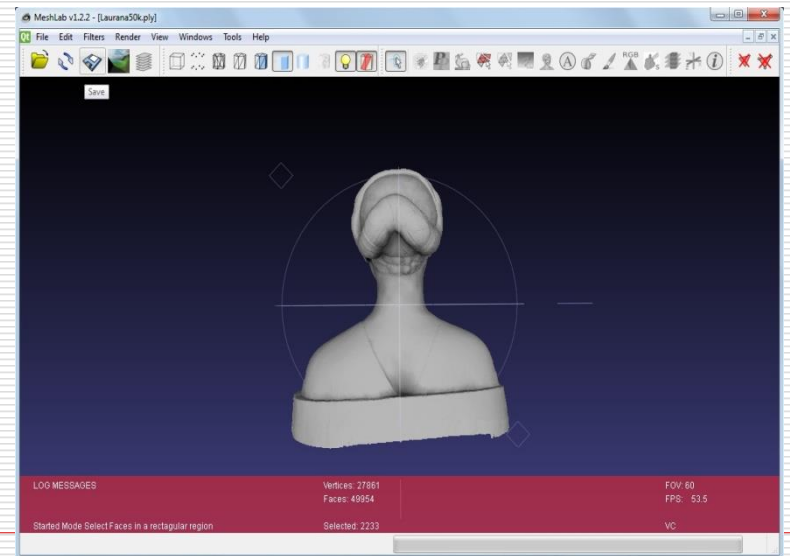 MeshLab v1.2.2 - [Laurana50k.ply]
File Edit Filters Render View Windows Tools Help
RGB
Save
LOG MESSAGES
Vertices: 27861
FOV: 60
Faces: 49954
FPS: 53.5
Started Mode Select Faces in a rectagular region
Selected: 2233
VC